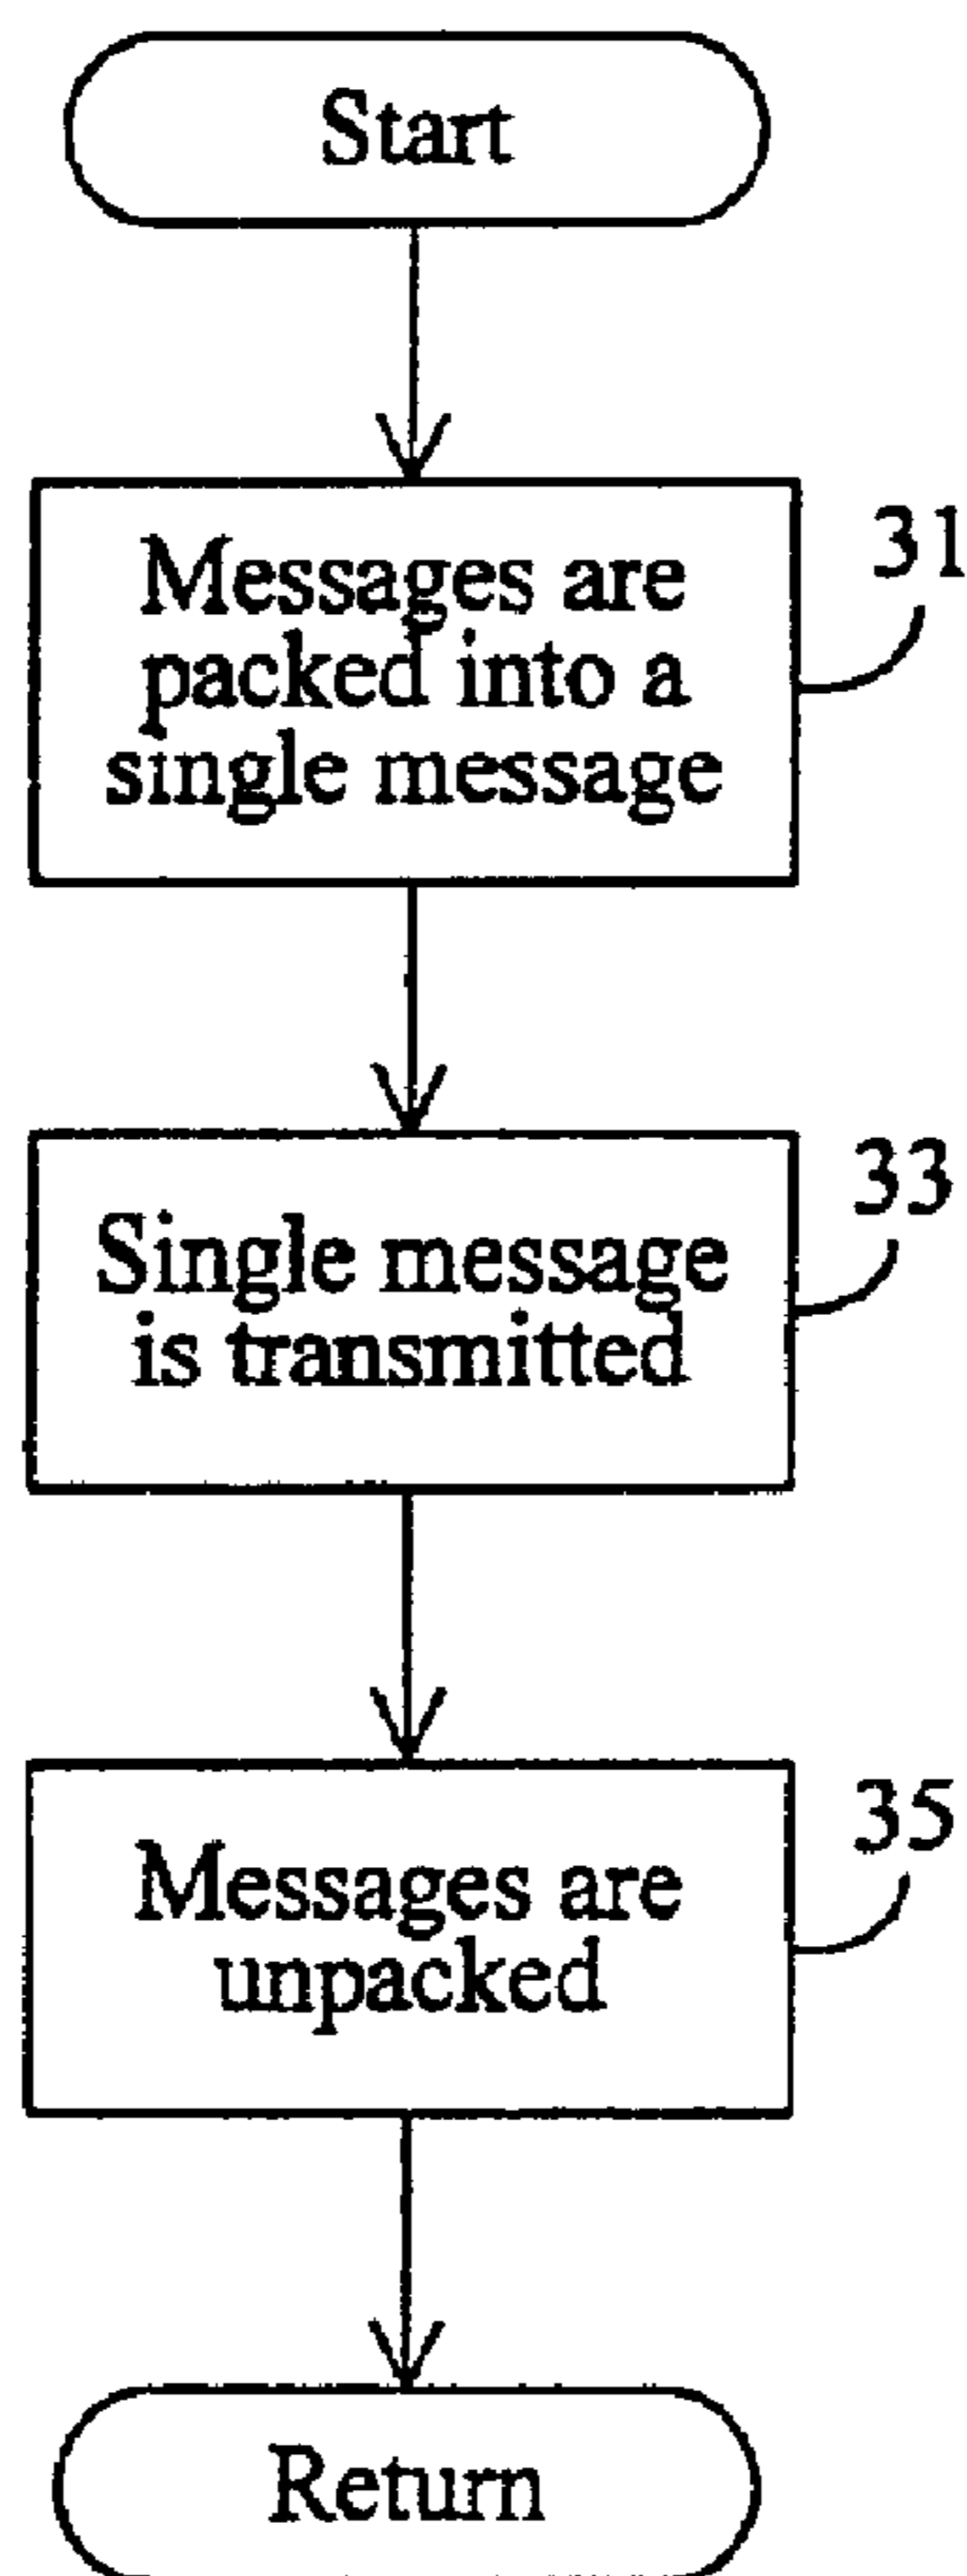 Start
Messages are
packed into a
single message
31
Single message
is transmitted
33
Messages are
unpacked
35
Return